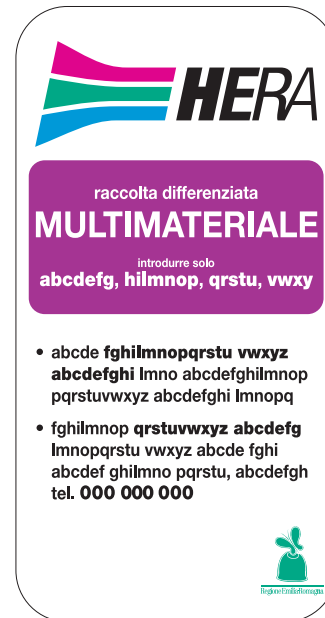 HERA
raccolta differenziata
MULTIMATERIALE
introdurre solo
abcdefg, hilmnop, qrstu, vwxy
• abcde fghilmnopqrstu vwxyz
abcdefghi lmno abcdefghilmnop
pqrstuvwxyz abcdefghi lmnopq
• fghilmnop qrstuvwxyz abcdefg
lmnopqrstu vwxyz abcde fghi
abcdef ghilmno pqrstu, abcdefgh
tel. 000 000 000
RegioneEmiliaRomagna